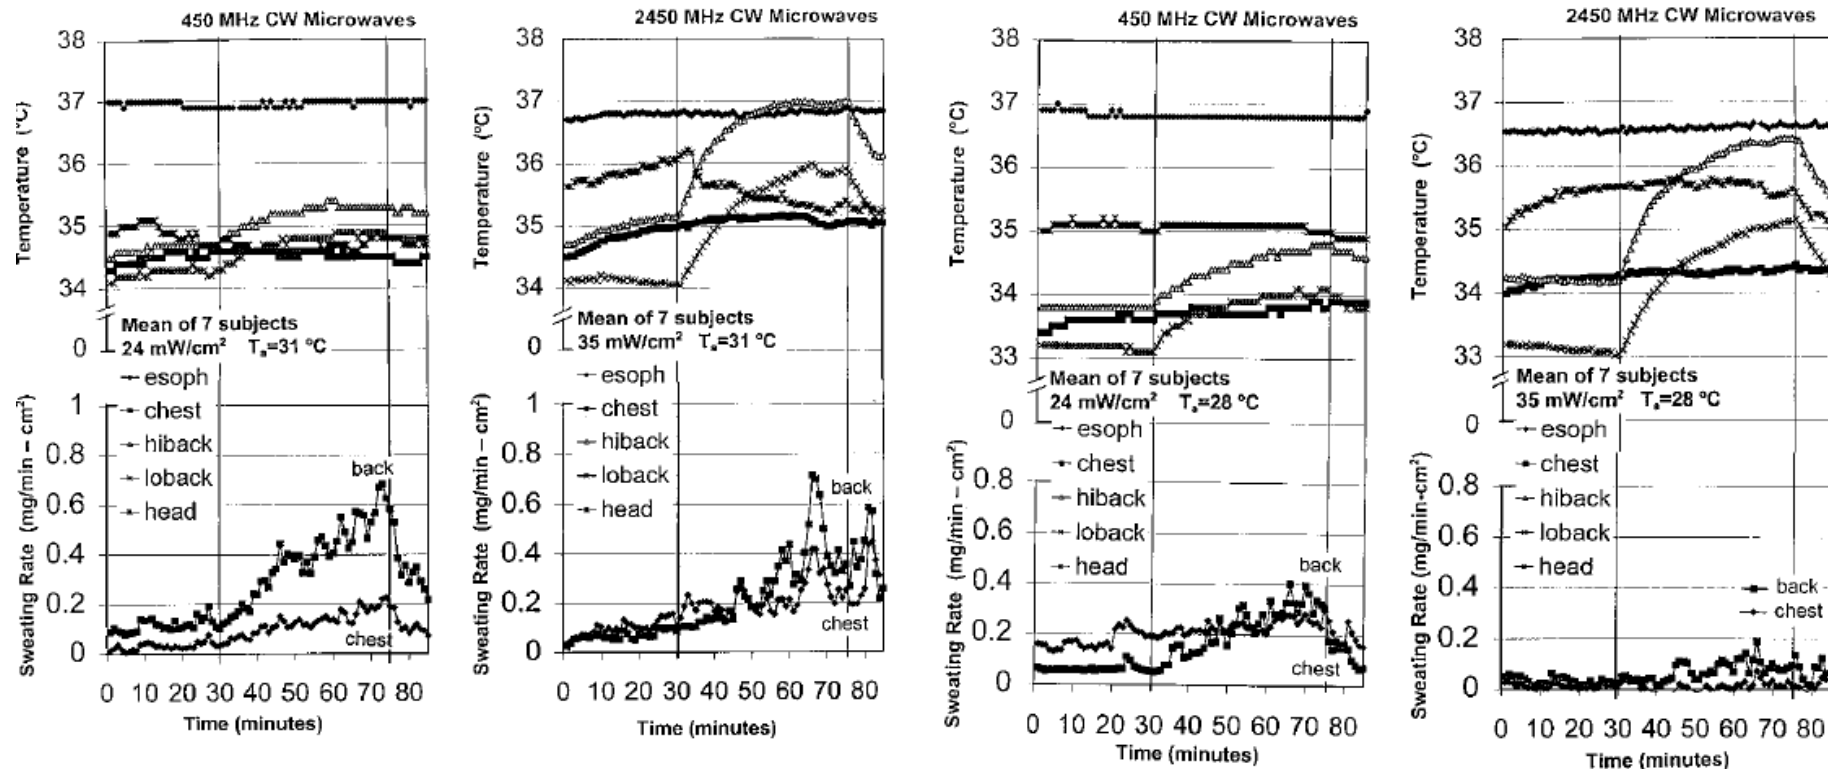 450 MHz CW Microwaves
38
37
36
35
34
0
Temperature (°C)
Mean of 7 subjects
24 mW/cm² Tₐ=31 °C
esoph
chest
hiback
loback
head
1
0.8
0.6
0.4
0.2
0
Sweating Rate (mg/min – cm²)
back
chest
0 10 20 30 40 50 60 70 80
Time (minutes)
2450 MHz CW Microwaves
38
37
36
35
34
0
Temperature (°C)
Mean of 7 subjects
35 mW/cm² Tₐ=31 °C
esoph
chest
hiback
loback
head
1
0.8
0.6
0.4
0.2
0
Sweating Rate (mg/min – cm²)
back
chest
0 10 20 30 40 50 60 70 80
Time (minutes)
450 MHz CW Microwaves
38
37
36
35
34
33
0
Temperature (°C)
Mean of 7 subjects
24 mW/cm² Tₐ=28 °C
esoph
chest
hiback
loback
head
0.8
0.6
0.4
0.2
0
Sweating Rate (mg/min – cm²)
back
chest
0 10 20 30 40 50 60 70 80
Time (minutes)
2450 MHz CW Microwaves
38
37
36
35
34
33
0
Temperature (°C)
Mean of 7 subjects
35 mW/cm² Tₐ=28 °C
esoph
chest
hiback
loback
head
0.8
0.6
0.4
0.2
0
Sweating Rate (mg/min-cm²)
back
chest
0 10 20 30 40 50 60 70 80
Time (minutes)